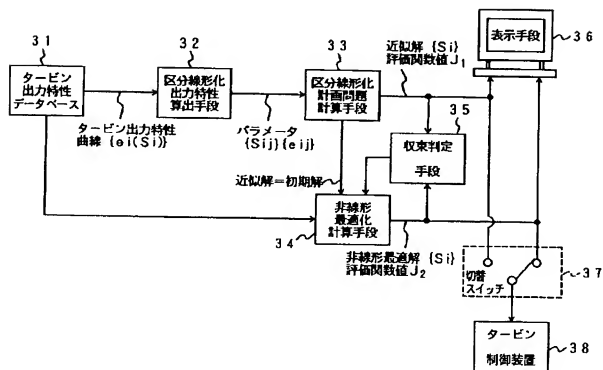 31
タービン
出力特性
データベース
32
区分線形化
出力特性
算出手段
33
区分線形化
計画問題
計算手段
近似解 {Si}
評価関数値J₁
表示手段
36
タービン出力特性
曲線 {ei(Si)}
パラメータ
{Sij}{eij}
35
収束判定
手段
近似解=初期解
非線形
最適化
計算手段
34
非線形最適解 {Si}
評価関数値J₂
切替
スイッチ
37
タービン
制御装置
38